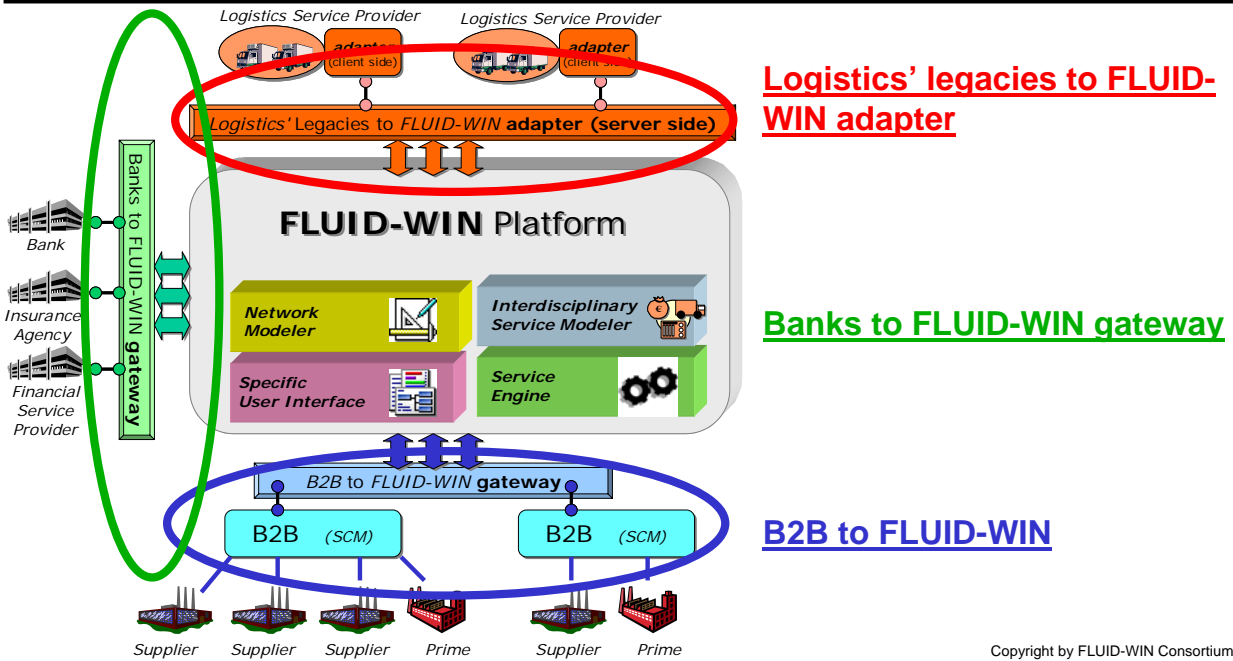 Logistics Service Provider
Logistics Service Provider
adapter
(client side)
adapter
(client side)
Logistics' Legacies to FLUID-WIN adapter (server side)
Logistics' legacies to FLUID-
WIN adapter
Banks to FLUID-WIN gateway
Bank
Insurance
Agency
Financial
Service
Provider
FLUID-WIN Platform
Network
Modeler
Interdisciplinary
Service Modeler
Specific
User Interface
Service
Engine
Banks to FLUID-WIN gateway
B2B to FLUID-WIN gateway
B2B (SCM)
B2B (SCM)
B2B to FLUID-WIN
Supplier
Supplier
Supplier
Prime
Supplier
Prime
Copyright by FLUID-WIN Consortium